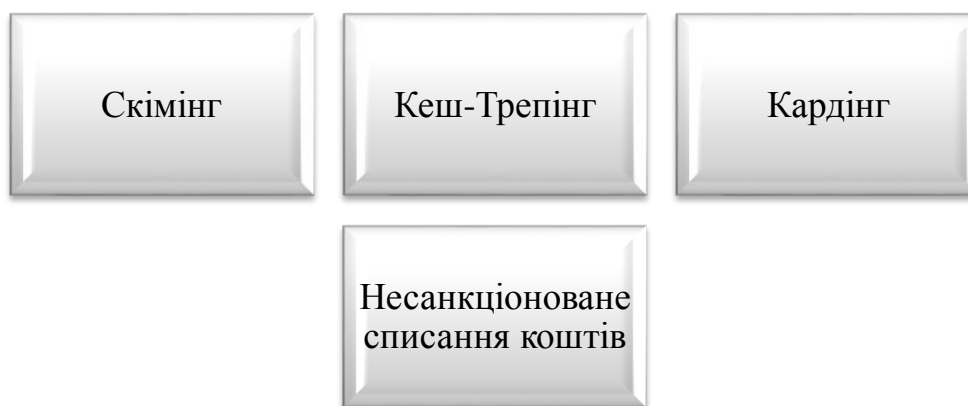 Скімінг
Кеш-Трепінг
Кардінг
Несанкціоноване
списання коштів